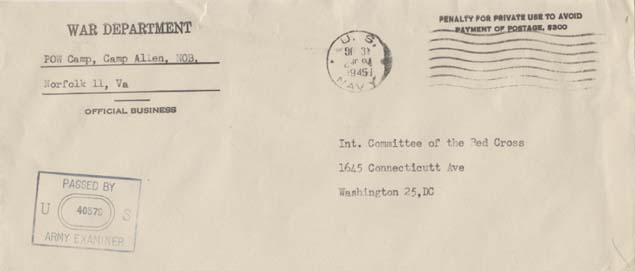 WAR DEPARTMENT
POW Camp, Camp Allen, NOB,
Norfolk 11, Va
OFFICIAL BUSINESS
U. S.
1945
NAVY
PENALTY FOR PRIVATE USE TO AVOID
PAYMENT OF POSTAGE, $300
Int. Committee of the Red Cross
1645 Connecticutt Ave
Washington 25,DC
PASSED BY
U 40579 S
ARMY EXAMINER